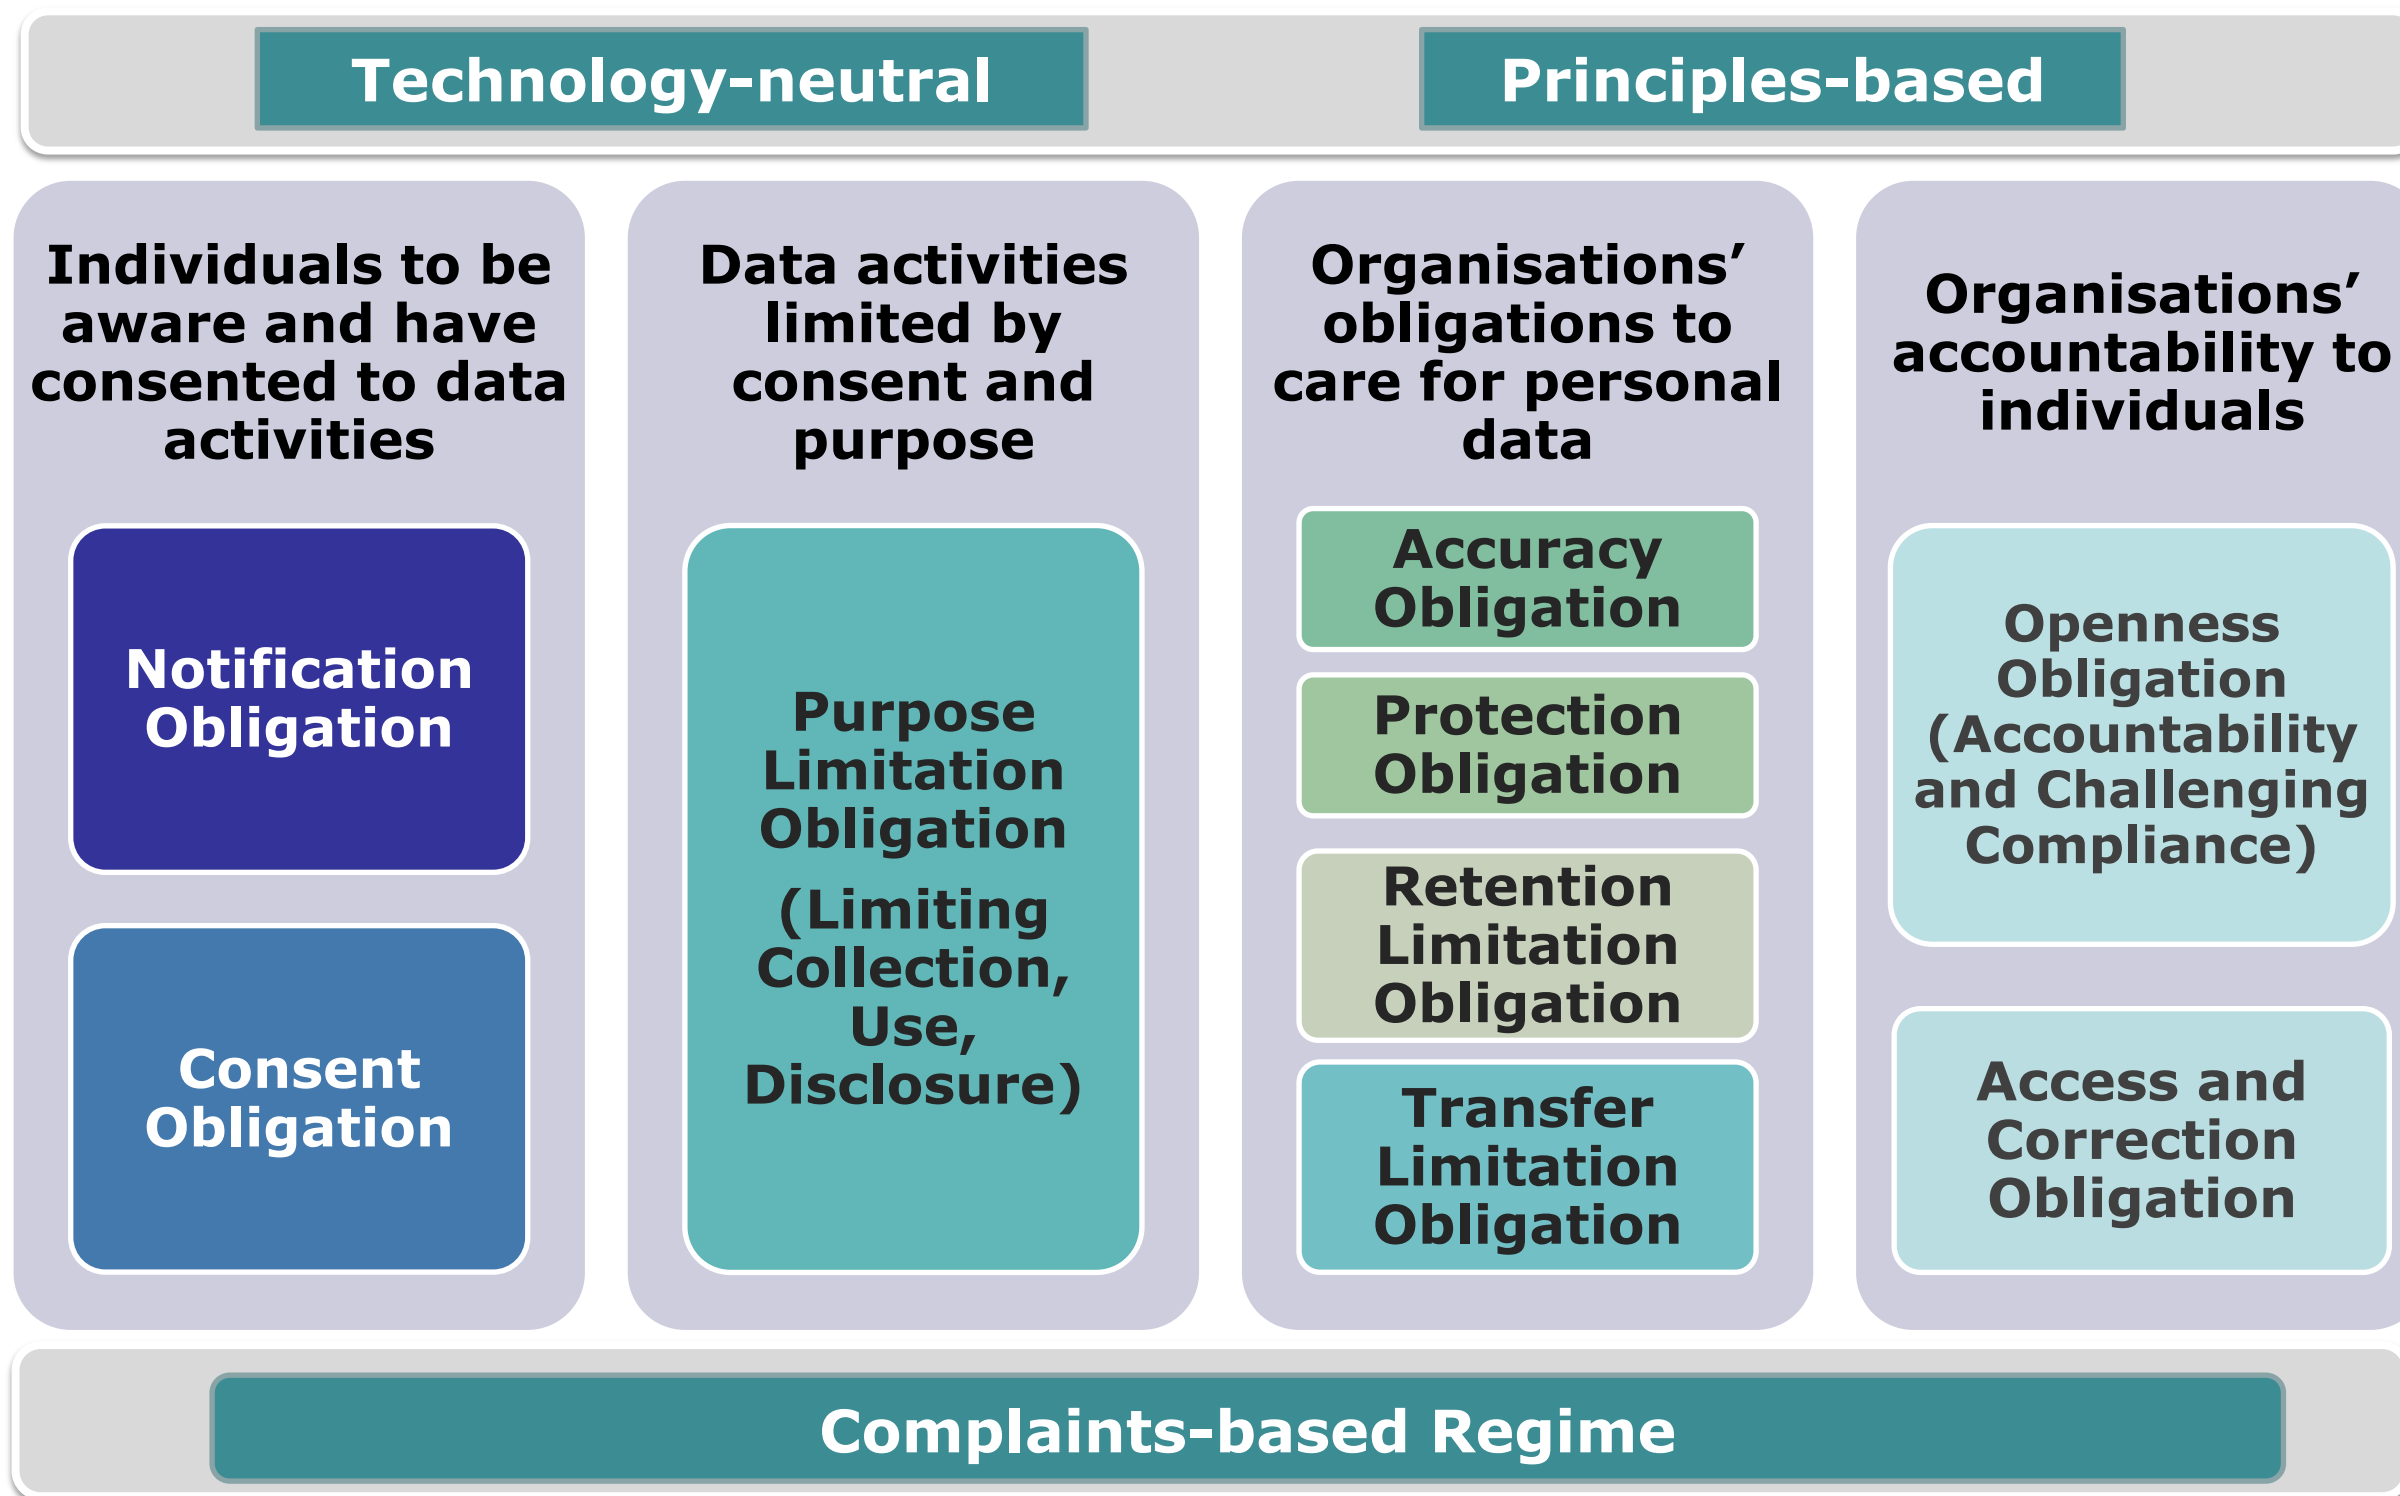 Technology-neutral
Principles-based
Individuals to be
aware and have
consented to data
activities
Notification
Obligation
Consent
Obligation
Data activities
limited by
consent and
purpose
Purpose
Limitation
Obligation
(Limiting
Collection,
Use,
Disclosure)
Organisations’
obligations to
care for personal
data
Accuracy
Obligation
Protection
Obligation
Retention
Limitation
Obligation
Transfer
Limitation
Obligation
Organisations’
accountability to
individuals
Openness
Obligation
(Accountability
and Challenging
Compliance)
Access and
Correction
Obligation
Complaints-based Regime